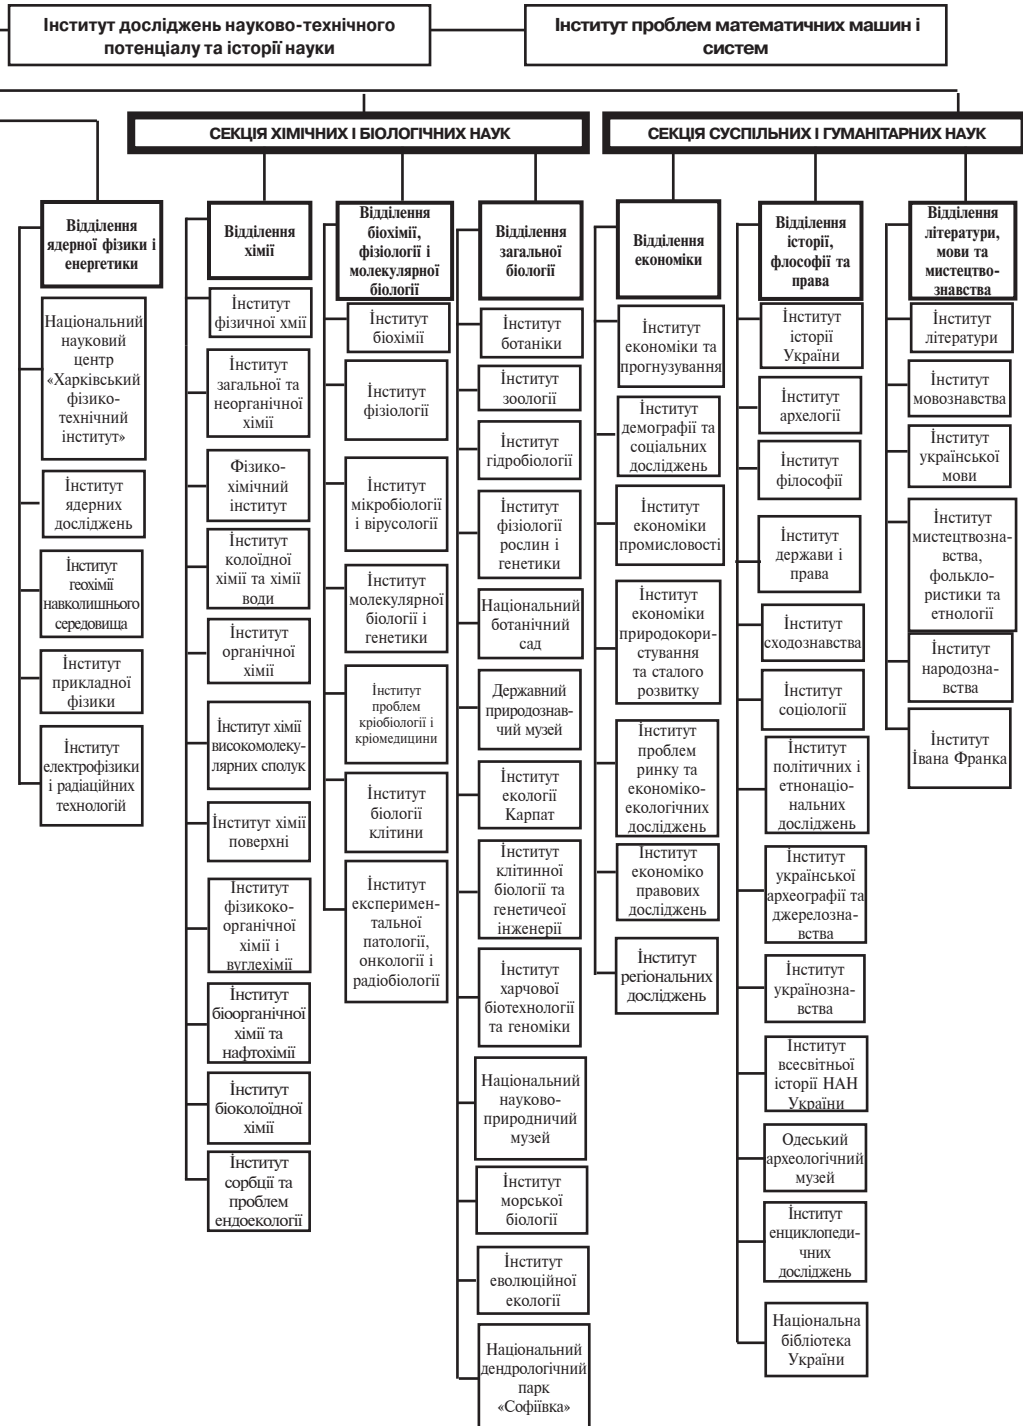 Інститут досліджень науково-технічного
потенціалу та історії науки
Інститут проблем математичних машин і
систем
СЕКЦІЯ ХІМІЧНИХ І БІОЛОГІЧНИХ НАУК
СЕКЦІЯ СУСПІЛЬНИХ І ГУМАНІТАРНИХ НАУК
Відділення
ядерної фізики і
енергетики
Національний
науковий
центр
«Харківський
фізико-
технічний
інститут»
Інститут
ядерних
досліджень
Інститут
геохімії
навколишнього
середовища
Інститут
прикладної
фізики
Інститут
електрофізики
і радіаційних
технологій
Відділення
хімії
Інститут
фізичної хмії
Інститут
загальної та
неорганічної
хімії
Фізико-
хімічний
інститут
Інститут
колоїдної
хімії та хімії
води
Інститут
органічної
хімії
Інститут хімії
високомолеку-
лярних сполук
Інститут хімії
поверхні
Інститут
фізикоко-
органічної
хімії і
вуглехімії
Інститут
біоорганічної
хімії та
нафтохімії
Інститут
біоколоїдної
хімії
Інститут
сорбції та
проблем
ендоекології
Відділення
біохімії,
фізіології і
молекулярної
біології
Інститут
біохімії
Інститут
фізіології
Інститут
мікробіології
і вірусології
Інститут
молекулярної
біології і
генетики
Інститут
проблем
кріобіології і
кріомедицини
Інститут
біології
клітини
Інститут
експеримен-
тальної
патології,
онкології і
радіобіології
Відділення
загальної
біології
Інститут
ботаніки
Інститут
зоології
Інститут
гідробіології
Інститут
фізіології
рослин і
генетики
Національний
ботанічний
сад
Державний
природознав-
чий музей
Інститут
екології
Карпат
Інститут
клітинної
біології та
генетичеої
інженерії
Інститут
харчової
біотехнології
та геноміки
Національний
науково-
природничий
музей
Інститут
морської
біології
Інститут
еволюційної
екології
Національний
дендрологічний
парк
«Софіївка»
Відділення
економіки
Інститут
економіки та
прогнузування
Інститут
демографії та
соціальних
досліджень
Інститут
економіки
промисловості
Інститут
економіки
природокори-
стування
та сталого
розвитку
Інститут
проблем
ринку та
економіко-
екологічних
досліджень
Інститут
економіко
правових
досліджень
Інститут
регіональних
досліджень
Відділення
історії,
флософії та
права
Інститут
історії
України
Інститут
архелогії
Інститут
філософії
Інститут
держави і
права
Інститут
сходознавства
Інститут
соціології
Інститут
політичних і
етнонаціо-
нальних
досліджень
Інститут
української
археографії та
джерелозна-
вства
Інститут
українозна-
вства
Інститут
всесвітньої
історії НАН
України
Одеський
археологічний
музей
Інститут
енциклопеди-
чних
досліджень
Національна
бібліотека
України
Відділення
літератури,
мови та
мистецтво-
знавства
Інститут
літератури
Інститут
мовознавства
Інститут
української
мови
Інститут
мистецтвозна-
вства,
фолькло-
ристики та
етнології
Інститут
народозна-
вства
Інститут
Івана Франка